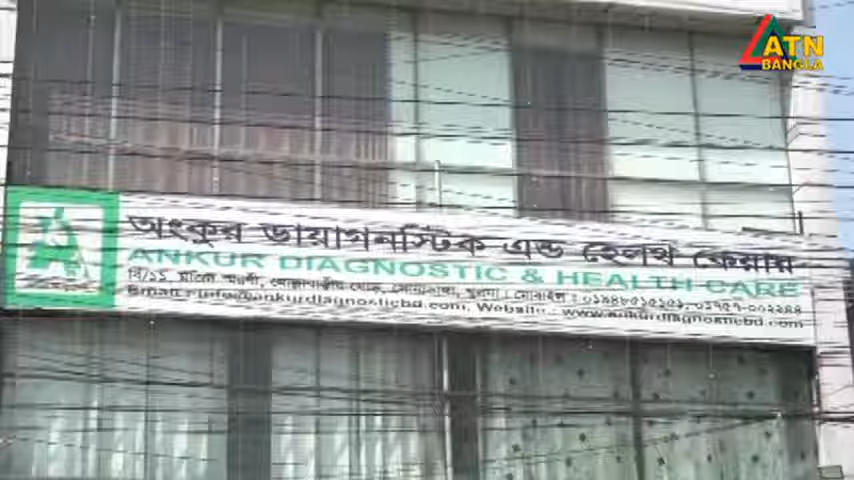 ATN
BANGLA
অংকুর ডায়াগনস্টিক এন্ড হেলথ কেয়ার
ANKUR DIAGNOSTIC & HEALTH CARE
Email : info@ankurdiagnosticbd.com, Website : www.ankurdiagnosticbd.com